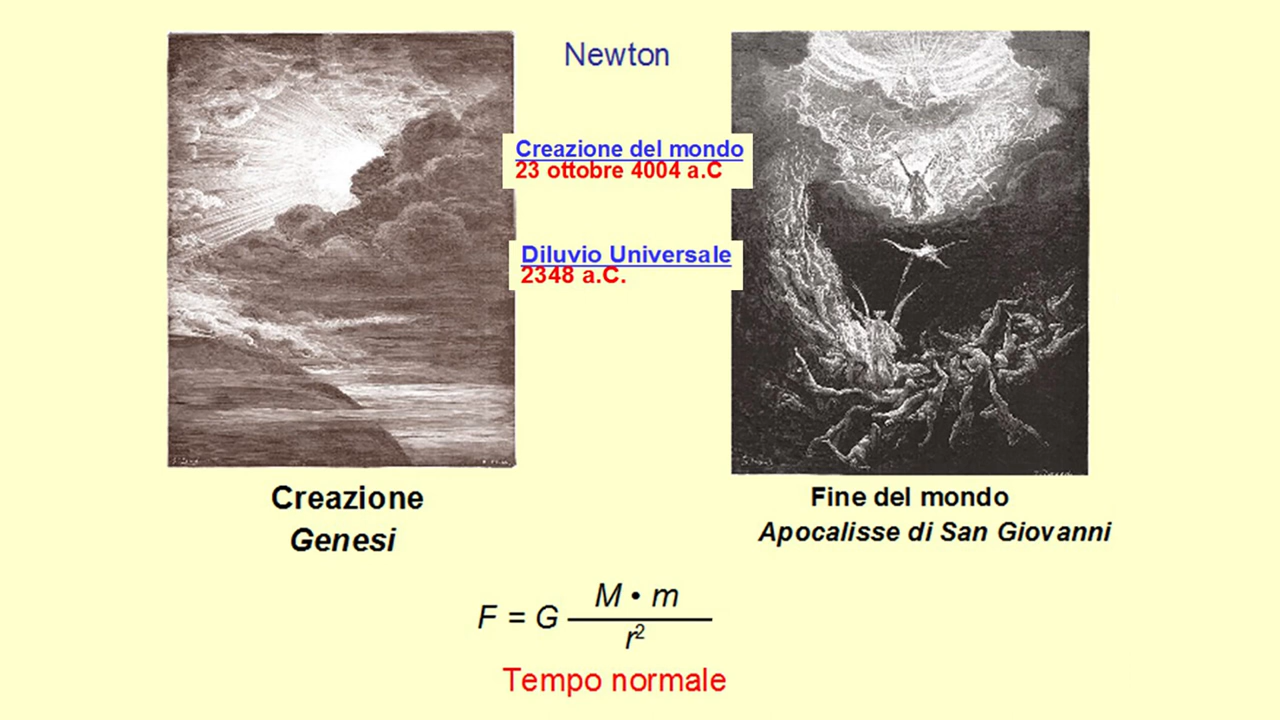 Newton
Creazione del mondo
23 ottobre 4004 a.C
Diluvio Universale
2348 a.C.
Creazione
Genesi
Fine del mondo
Apocalisse di San Giovanni
F = G M • m / r²
Tempo normale